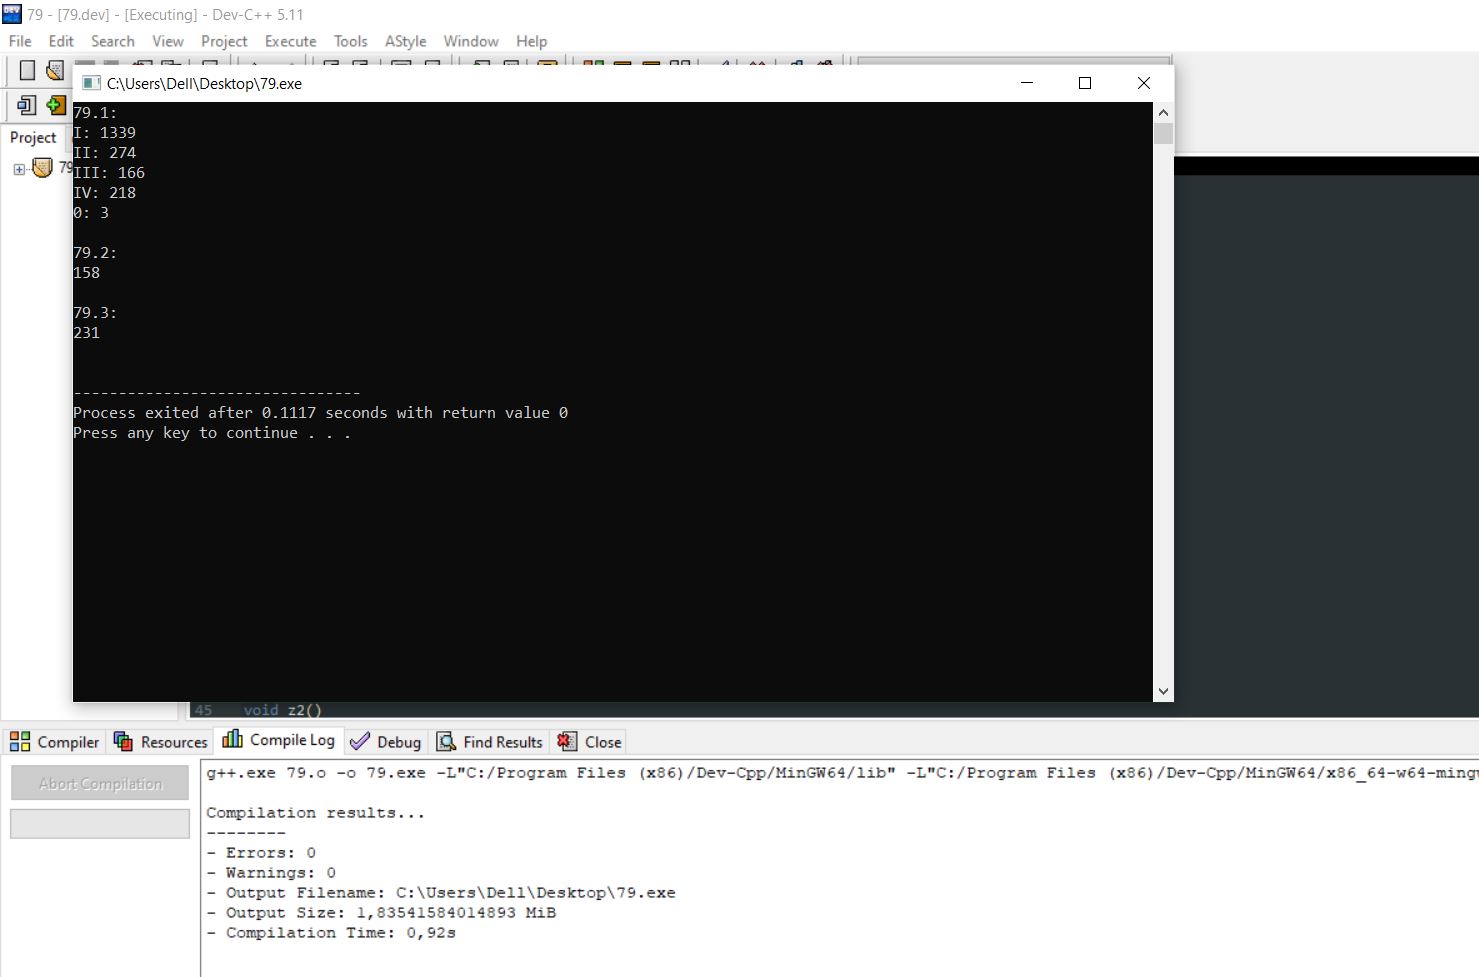 79 - [79.dev] - [Executing] - Dev-C++ 5.11
File Edit Search View Project Execute Tools AStyle Window Help
C:\Users\Dell\Desktop\79.exe
Project
79
79.1:
I: 1339
II: 274
III: 166
IV: 218
0: 3
79.2:
158
79.3:
231
--------------------------------
Process exited after 0.1117 seconds with return value 0
Press any key to continue . . .
45 void z2()
Compiler Resources Compile Log Debug Find Results Close
Abort Compilation
g++.exe 79.o -o 79.exe -L"C:/Program Files (x86)/Dev-Cpp/MinGW64/lib" -L"C:/Program Files (x86)/Dev-Cpp/MinGW64/x86_64-w64-ming
Compilation results...
--------
- Errors: 0
- Warnings: 0
- Output Filename: C:\Users\Dell\Desktop\79.exe
- Output Size: 1,83541584014893 MiB
- Compilation Time: 0,92s